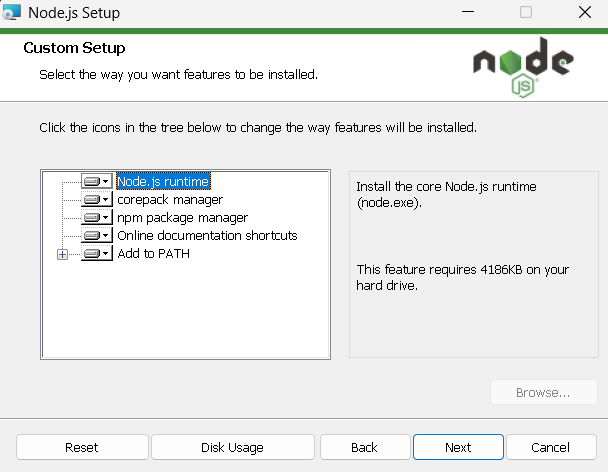 Node.js Setup
Custom Setup
Select the way you want features to be installed.
node
JS
Click the icons in the tree below to change the way features will be installed.
Node.js runtime
corepack manager
npm package manager
Online documentation shortcuts
Add to PATH
Install the core Node.js runtime
(node.exe).
This feature requires 4186KB on your
hard drive.
Browse...
Reset
Disk Usage
Back
Next
Cancel